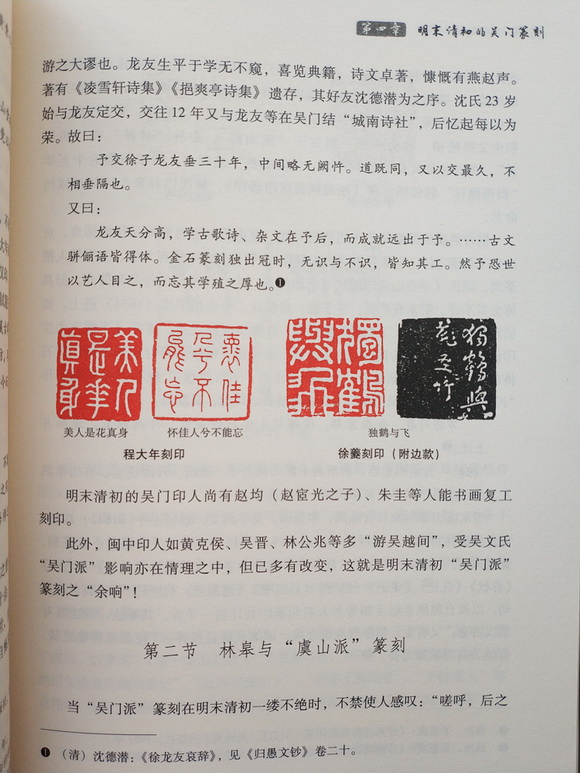 第四章 明末清初的吴门篆刻
游之大谬也。龙友生平于学无不窥，喜览典籍，诗文卓著，慷慨有燕赵声。
著有《凌雪轩诗集》《挹爽亭诗集》遗存，其好友沈德潜为之序。沈氏 23 岁
始与龙友定交，交往 12 年又与龙友等在吴门结“城南诗社”，后忆起每以为
荣。故曰：
予交徐子龙友垂三十年，中间略无阙忤。道既同，又以交最久，不
相垂隔也。
又曰：
龙友天分高，学古歌诗、杂文在予后，而成就远出于予。……古文
骈俪语皆得体。金石篆刻独出冠时，无识与不识，皆知其工。然予恐世
以艺人目之，而忘其学殖之厚也。❶
美人是花真身
怀佳人兮不能忘
独鹤与飞
程大年刻印
徐夔刻印（附边款）
明末清初的吴门印人尚有赵均（赵宧光之子）、朱圭等人能书画复工
刻印。
此外，闽中印人如黄克侯、吴晋、林公兆等多“游吴越间”，受吴文氏
“吴门派”影响亦在情理之中，但已多有改变，这就是明末清初“吴门派”
篆刻之“余响”！
第二节 林皋与“虞山派”篆刻
当“吴门派”篆刻在明末清初一缕不绝时，不禁使人感叹：“嗟呼，后之
❶ （清）沈德潜：《徐龙友哀辞》，见《归愚文钞》卷二十。